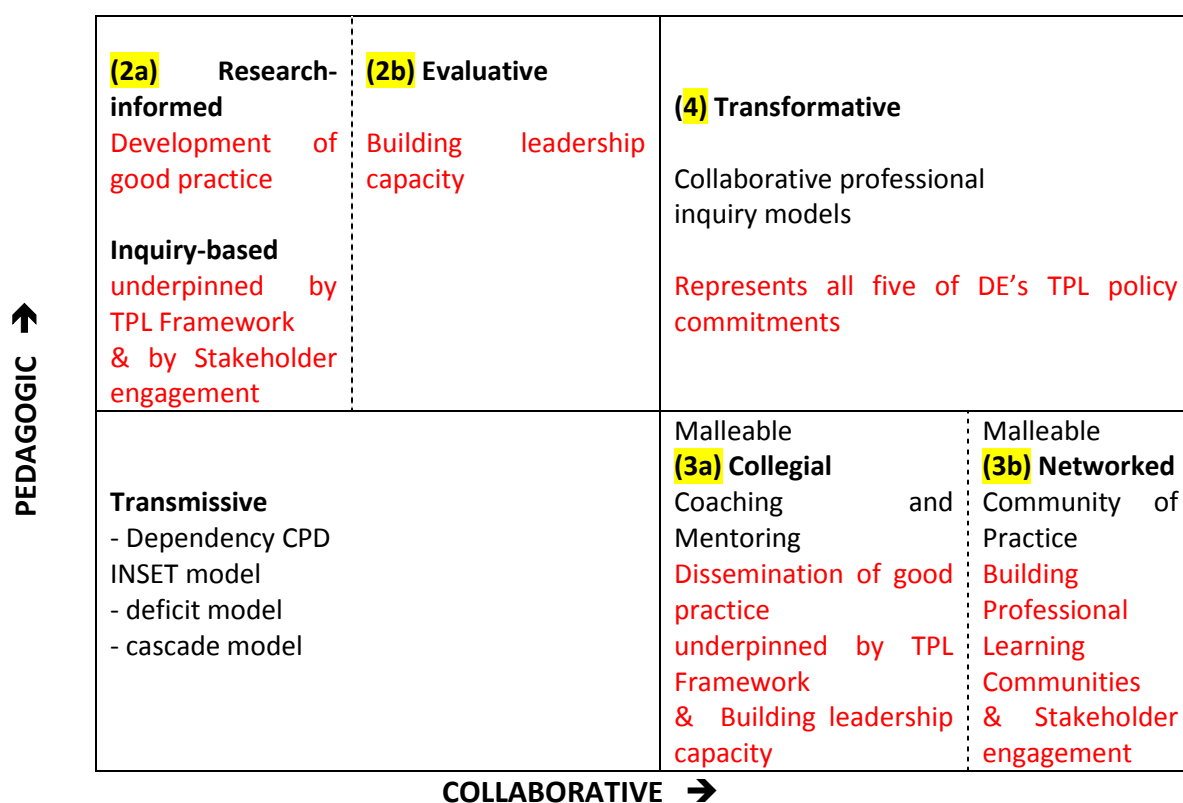 (2a) Research-
informed
Development of
good practice
Inquiry-based
underpinned by
TPL Framework
& by Stakeholder
engagement
(2b) Evaluative
Building leadership
capacity
(4) Transformative
Collaborative professional
inquiry models
Represents all five of DE’s TPL policy
commitments
PEDAGOGIC ➔
Transmissive
- Dependency CPD
INSET model
- deficit model
- cascade model
Malleable
(3a) Collegial
Coaching and
Mentoring
Dissemination of good
practice
underpinned by TPL
Framework
& Building leadership
capacity
Malleable
(3b) Networked
Community of
Practice
Building
Professional
Learning
Communities
& Stakeholder
engagement
COLLABORATIVE ➔